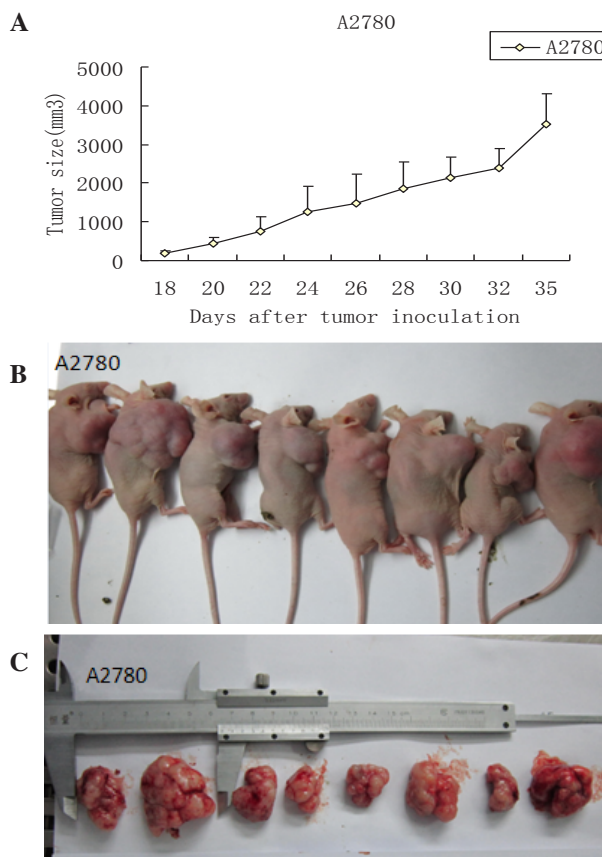 A
A2780
A2780
5000
4000
3000
2000
1000
0
Tumor size(mm3)
18 20 22 24 26 28 30 32 35
Days after tumor inoculation
B
A2780
C
A2780